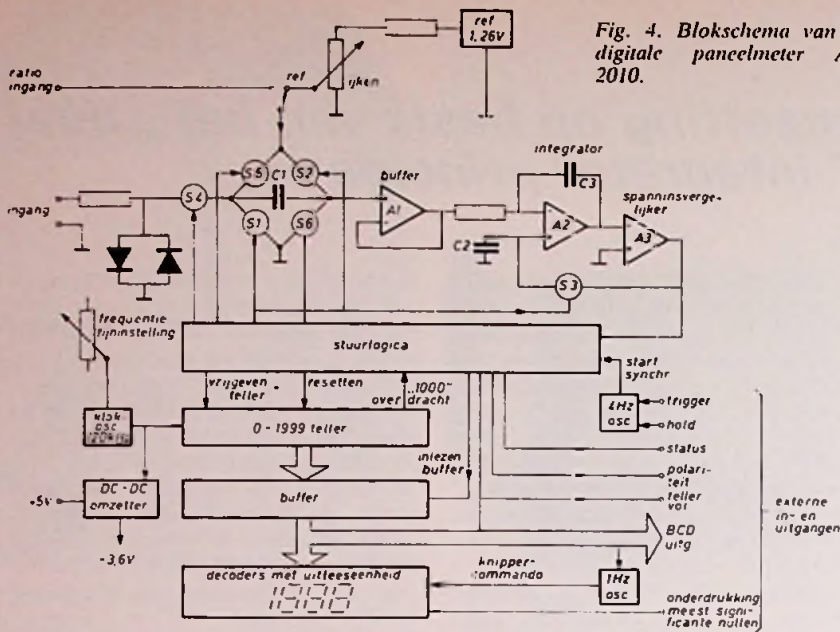 Fig. 4. Blokschema van
digitale paneelmeter A
2010.
ref
1,26V
ratio
ingang
ref
ijken
integrator
S5
S2
C1
buffer
C3
spanninsverge-
lijker
ingang
S4
A1
A2
A3
S1
S6
C2
S3
frequentie
fijninstelling
stuurlogica
start
synchr
vrijgeven
teller
resetten
„1000"
over dracht
trigger
4Hz
osc
hold
klok
osc
120kHz
0-1999 teller
status
inlezen
buffer
polari-
teit
+5V
DC-DC
omzetter
buffer
teller
vol
externe
in- en
uitgangen
BCD
uitg
-3,6V
knipper-
commando
decoders met uitleeseenheid
1Hz
osc
1888
onderdrukking
meest signi-
ficante nullen